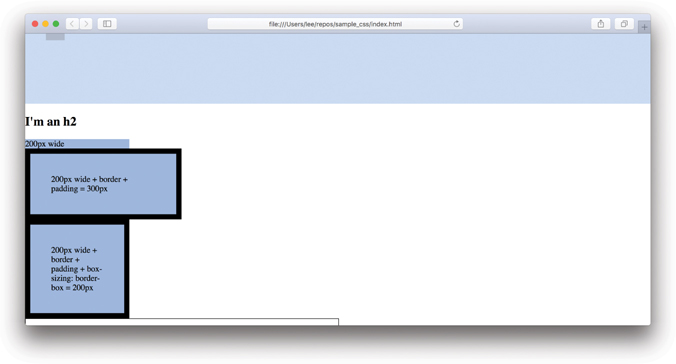 file:///Users/lee/repos/sample_css/index.html
I'm an h2
200px wide
200px wide + border +
padding = 300px
200px wide +
border +
padding + box-
sizing: border-
box = 200px